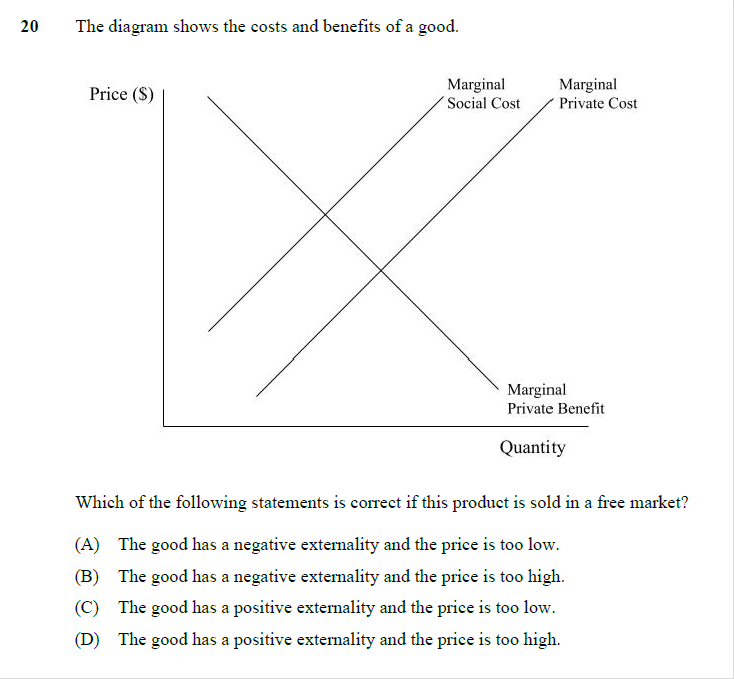 20 The diagram shows the costs and benefits of a good.
Price ($)
Marginal
Social Cost
Marginal
Private Cost
Marginal
Private Benefit
Quantity
Which of the following statements is correct if this product is sold in a free market?
(A) The good has a negative externality and the price is too low.
(B) The good has a negative externality and the price is too high.
(C) The good has a positive externality and the price is too low.
(D) The good has a positive externality and the price is too high.